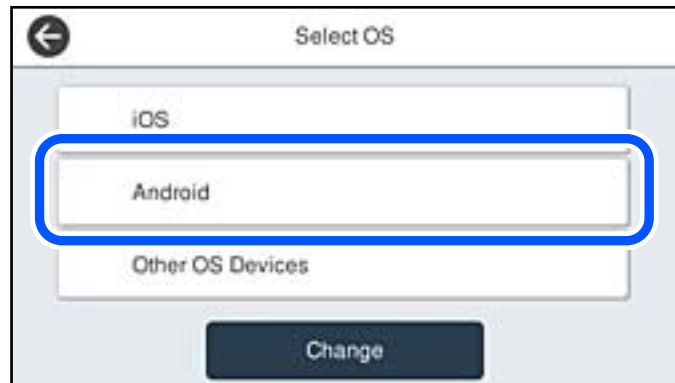 Select OS
iOS
Android
Other OS Devices
Change